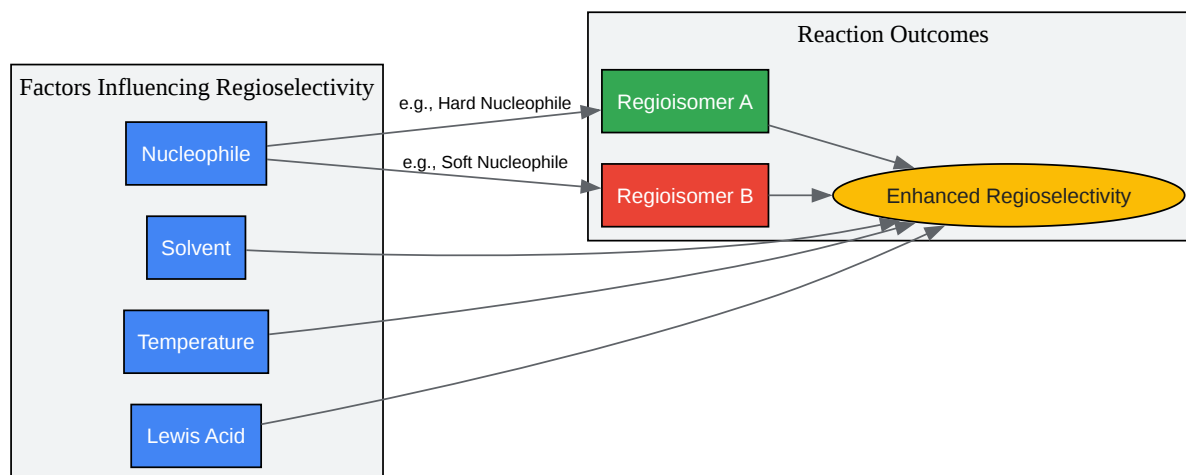 Reaction Outcomes
Factors Influencing Regioselectivity
e.g., Hard Nucleophile
Regioisomer A
Nucleophile
e.g., Soft Nucleophile
Regioisomer B
Enhanced Regioselectivity
Solvent
Temperature
Lewis Acid